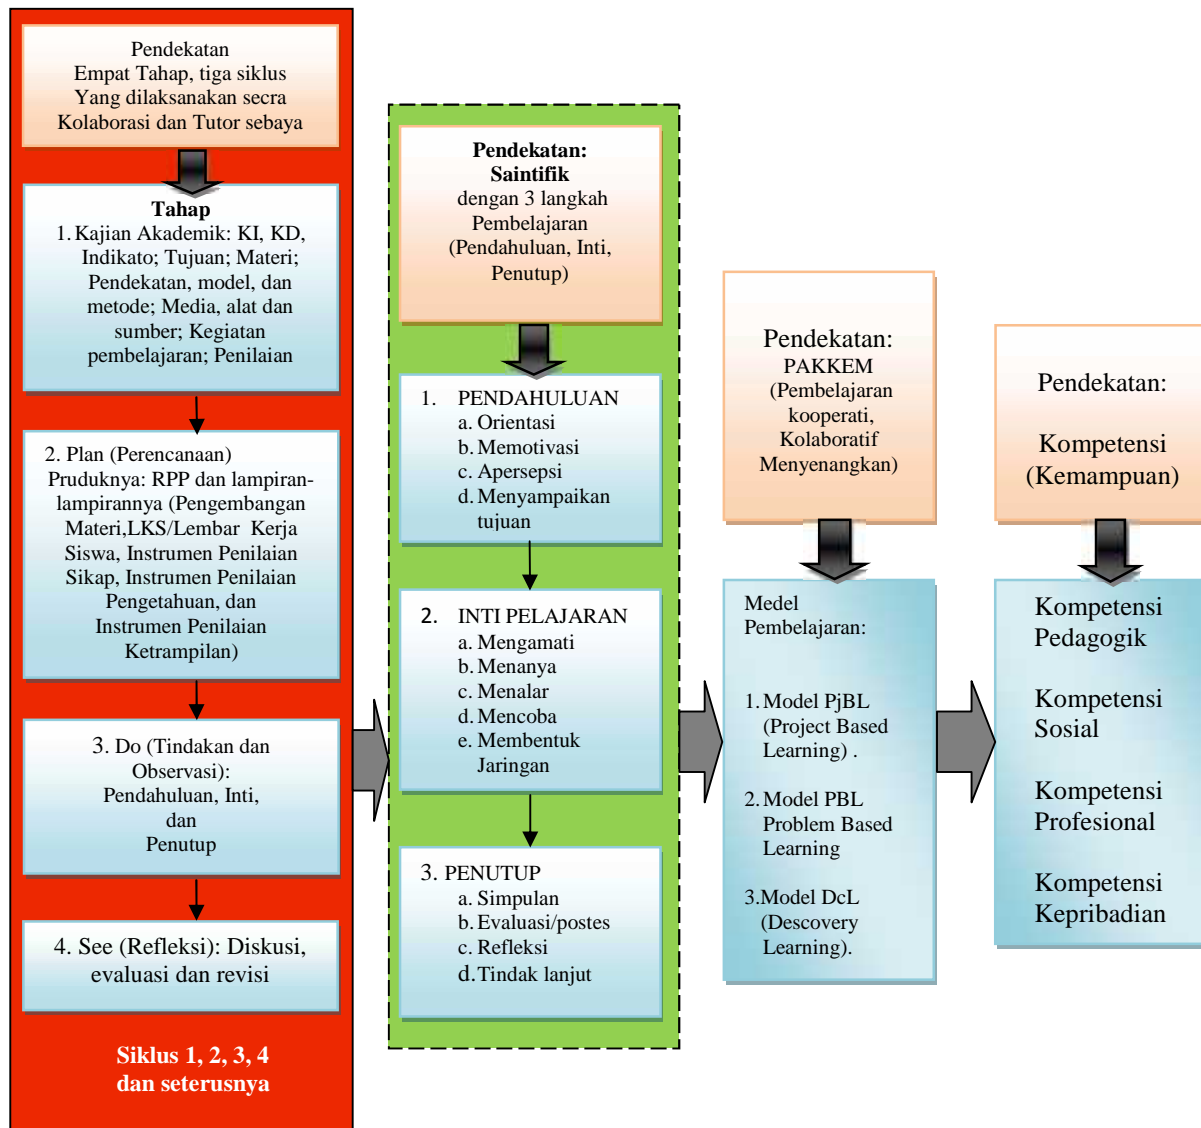 Pendekatan
Empat Tahap, tiga siklus
Yang dilaksanakan secra
Kolaborasi dan Tutor sebaya
Tahap
1. Kajian Akademik: KI, KD,
Indikato; Tujuan; Materi;
Pendekatan, model, dan
metode; Media, alat dan
sumber; Kegiatan
pembelajaran; Penilaian
2. Plan (Perencanaan)
Pruduknya: RPP dan lampiran-
lampirannya (Pengembangan
Materi,LKS/Lembar Kerja
Siswa, Instrumen Penilaian
Sikap, Instrumen Penilaian
Pengetahuan, dan
Instrumen Penilaian
Ketrampilan)
3. Do (Tindakan dan
Observasi):
Pendahuluan, Inti,
dan
Penutup
4. See (Refleksi): Diskusi,
evaluasi dan revisi
Siklus 1, 2, 3, 4
dan seterusnya
Pendekatan:
Saintifik
dengan 3 langkah
Pembelajaran
(Pendahuluan, Inti,
Penutup)
1. PENDAHULUAN
a. Orientasi
b. Memotivasi
c. Apersepsi
d. Menyampaikan
tujuan
2. INTI PELAJARAN
a. Mengamati
b. Menanya
c. Menalar
d. Mencoba
e. Membentuk
Jaringan
3. PENUTUP
a. Simpulan
b. Evaluasi/postes
c. Refleksi
d. Tindak lanjut
Pendekatan:
PAKKEM
(Pembelajaran
kooperati,
Kolaboratif
Menyenangkan)
Medel
Pembelajaran:
1. Model PjBL
(Project Based
Learning) .
2. Model PBL
Problem Based
Learning
3.Model DcL
(Descovery
Learning).
Pendekatan:
Kompetensi
(Kemampuan)
Kompetensi
Pedagogik
Kompetensi
Sosial
Kompetensi
Profesional
Kompetensi
Kepribadian